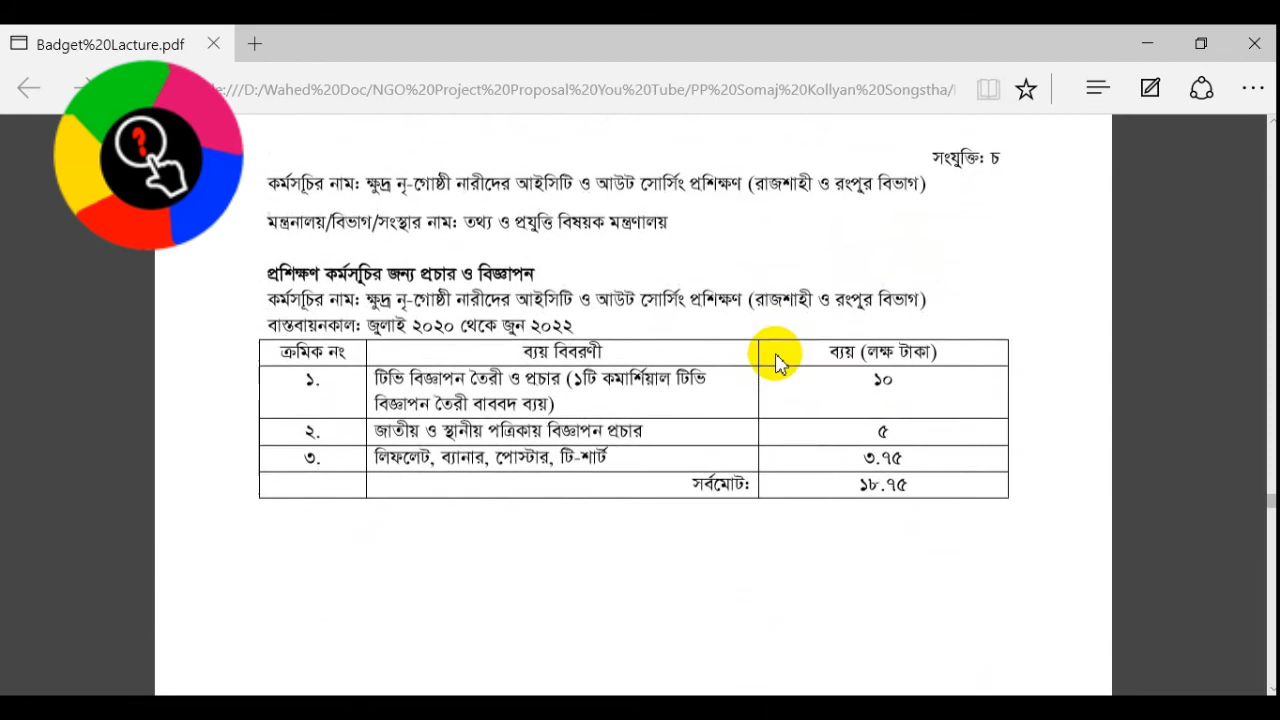 Badget%20Lacture.pdf
/D:/Wahed%20Doc/NGO%20Project%20Proposal%20You%20Tube/PP%20Somaj%20Kollyan%20Songstha/
?
সংযুক্তি: চ
কর্মসূচির নাম: ক্ষুদ্র নৃ-গোষ্ঠী নারীদের আইসিটি ও আউট সোর্সিং প্রশিক্ষণ (রাজশাহী ও রংপুর বিভাগ)
মন্ত্রনালয়/বিভাগ/সংস্থার নাম: তথ্য ও প্রযুত্তি বিষয়ক মন্ত্রণালয়
প্রশিক্ষণ কর্মসূচির জন্য প্রচার ও বিজ্ঞাপন
কর্মসূচির নাম: ক্ষুদ্র নৃ-গোষ্ঠী নারীদের আইসিটি ও আউট সোর্সিং প্রশিক্ষণ (রাজশাহী ও রংপুর বিভাগ)
বাস্তবায়নকাল: জুলাই ২০২০ থেকে জুন ২০২২
ক্রমিক নং ব্যয় বিবরণী ব্যয় (লক্ষ টাকা)
১. টিভি বিজ্ঞাপন তৈরী ও প্রচার (১টি কমার্শিয়াল টিভি ১০
বিজ্ঞাপন তৈরী বাববদ ব্যয়)
২. জাতীয় ও স্থানীয় পত্রিকায় বিজ্ঞাপন প্রচার ৫
৩. লিফলেট, ব্যানার, পোস্টার, টি-শার্ট ৩.৭৫
সর্বমোট: ১৮.৭৫